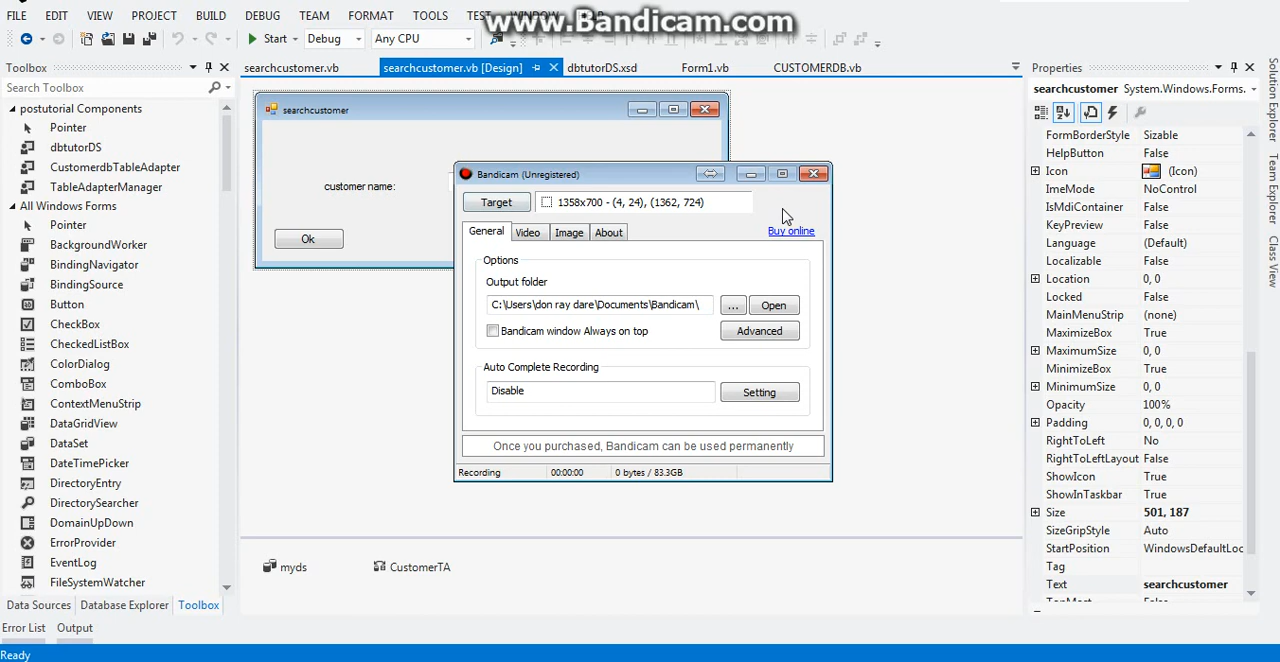 www.Bandicam.com
FILE EDIT VIEW PROJECT BUILD DEBUG TEAM FORMAT TOOLS TEST
Start Debug Any CPU
Toolbox
Search Toolbox
postutorial Components
Pointer
dbtutorDS
CustomerdbTableAdapter
TableAdapterManager
All Windows Forms
Pointer
BackgroundWorker
BindingNavigator
BindingSource
Button
CheckBox
CheckedListBox
ColorDialog
ComboBox
ContextMenuStrip
DataGridView
DataSet
DateTimePicker
DirectoryEntry
DirectorySearcher
DomainUpDown
ErrorProvider
EventLog
FileSystemWatcher
Data Sources Database Explorer Toolbox
Error List Output
Ready
searchcustomer.vb searchcustomer.vb [Design] dbtutorDS.xsd Form1.vb CUSTOMERDB.vb
searchcustomer
customer name:
Ok
Bandicam (Unregistered)
Target 1358x700 - (4, 24), (1362, 724)
Buy online
General Video Image About
Options
Output folder
C:\Users\don ray dare\Documents\Bandicam\ ... Open
Bandicam window Always on top Advanced
Auto Complete Recording
Disable Setting
Once you purchased, Bandicam can be used permanently
Recording 00:00:00 0 bytes / 83.3GB
myds CustomerTA
Properties
searchcustomer System.Windows.Forms.
FormBorderStyle Sizable
HelpButton False
Icon (Icon)
ImeMode NoControl
IsMdiContainer False
KeyPreview False
Language (Default)
Localizable False
Location 0, 0
Locked False
MainMenuStrip (none)
MaximizeBox True
MaximumSize 0, 0
MinimizeBox True
MinimumSize 0, 0
Opacity 100%
Padding 0, 0, 0, 0
RightToLeft No
RightToLeftLayout False
ShowIcon True
ShowInTaskbar True
Size 501, 187
SizeGripStyle Auto
StartPosition WindowsDefaultLoc
Tag
Text searchcustomer
Solution Explorer
Team Explorer
Class View